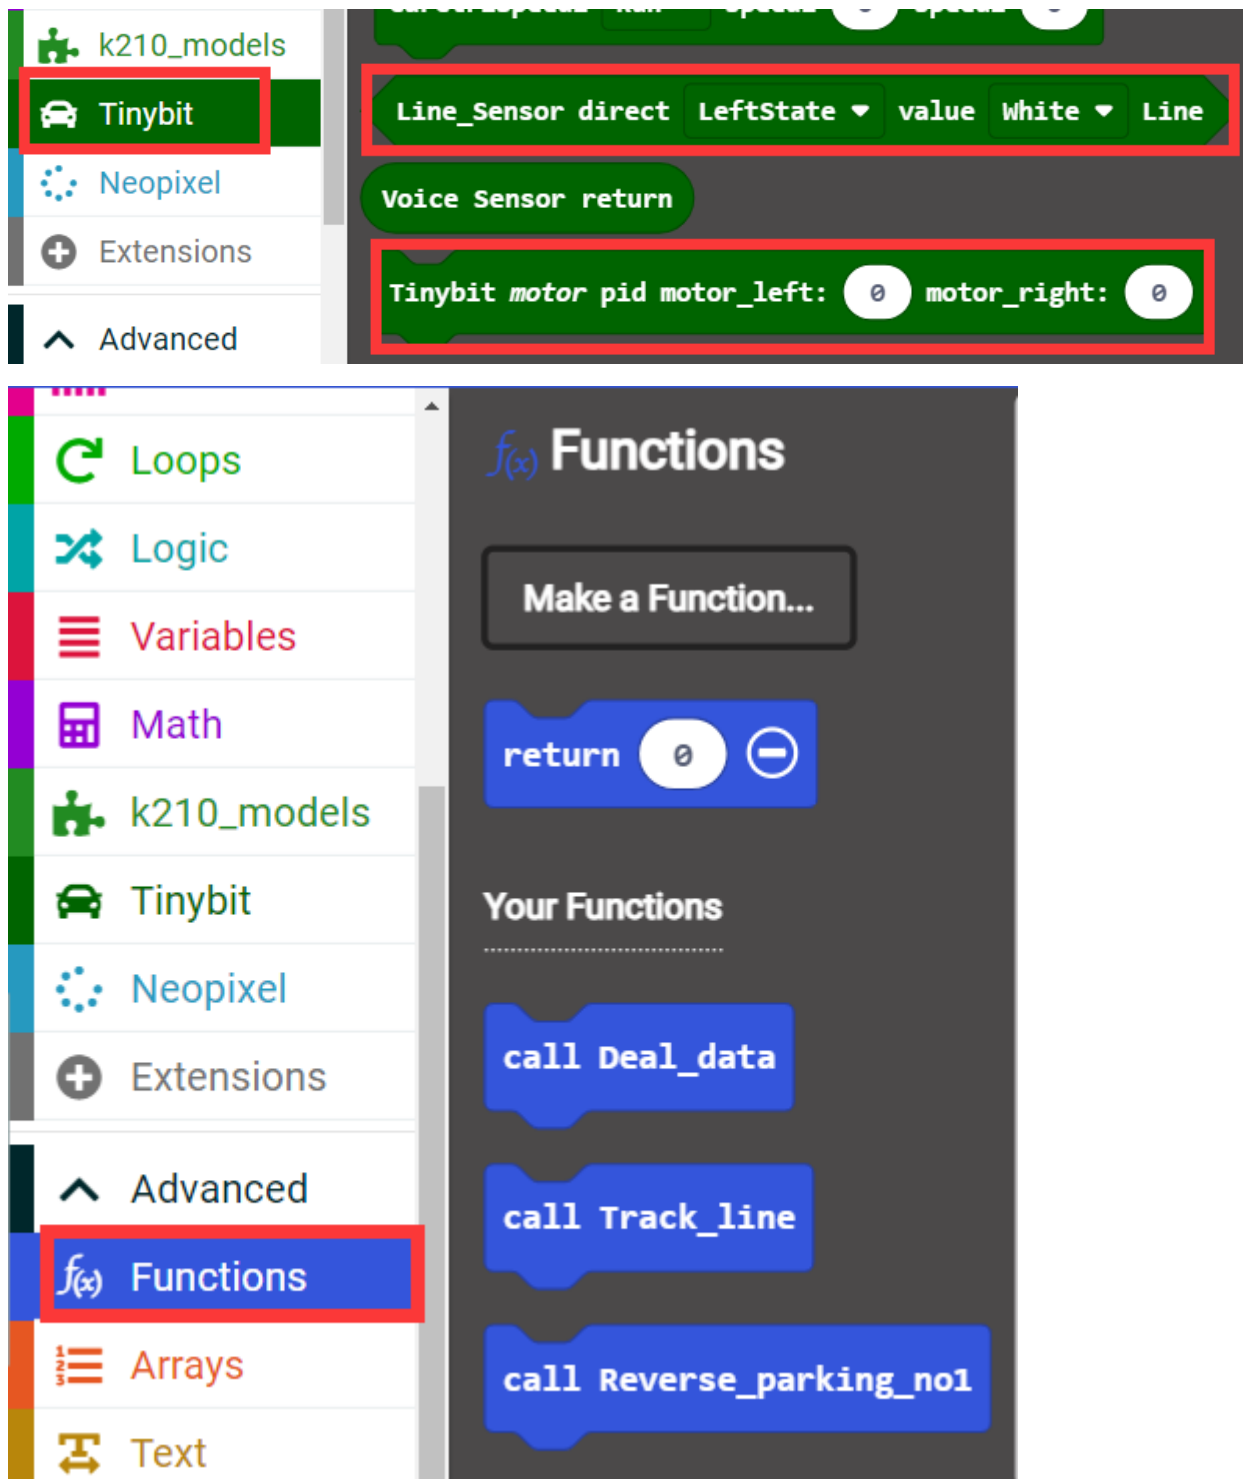 k210_models
Tinybit
Neopixel
Extensions
Advanced
Line_Sensor direct LeftState value White Line
Voice Sensor return
Tinybit motor pid motor_left: 0 motor_right: 0
Loops
Logic
Variables
Math
k210_models
Tinybit
Neopixel
Extensions
Advanced
f(x) Functions
Arrays
Text
f(x) Functions
Make a Function...
return 0
Your Functions
call Deal_data
call Track_line
call Reverse_parking_no1